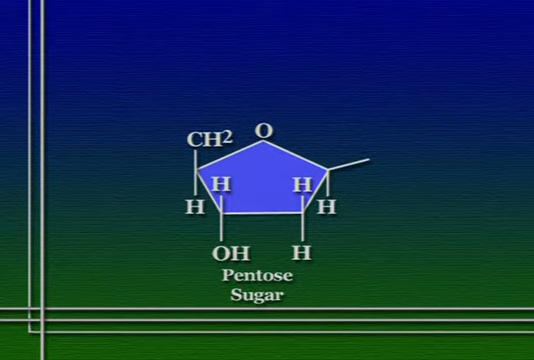 CH2 O
H H
H H
OH H
Pentose
Sugar